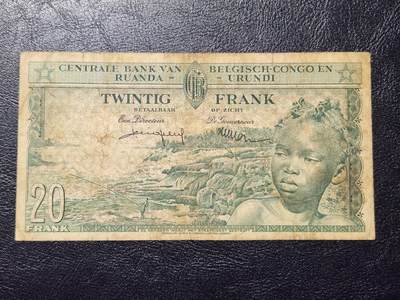 CENTRALE BANK VAN BELGISCH-CONGO EN
RUANDA - URUNDI
TWINTIG FRANK
BETAALBAAR OP ZICHT
Een Directeur De Gouverneur
20
FRANK